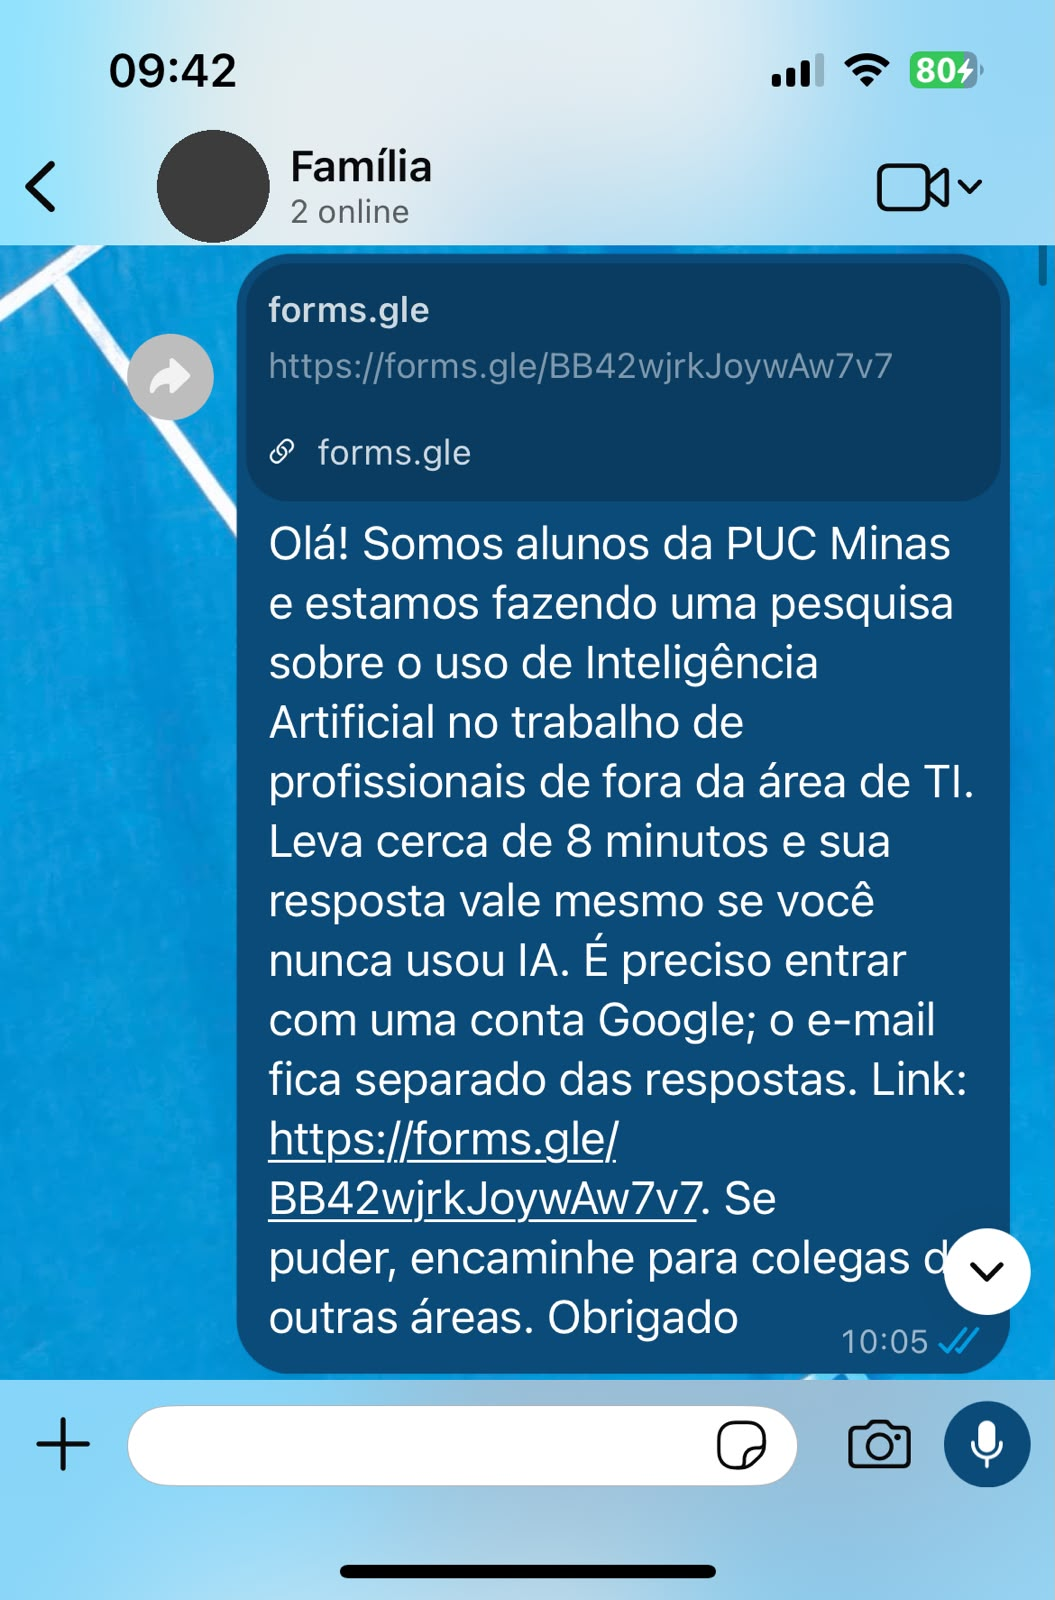 09:42
80
Família
2 online
forms.gle
https://forms.gle/BB42wjrkJoywAw7v7
forms.gle
Olá! Somos alunos da PUC Minas
e estamos fazendo uma pesquisa
sobre o uso de Inteligência
Artificial no trabalho de
profissionais de fora da área de TI.
Leva cerca de 8 minutos e sua
resposta vale mesmo se você
nunca usou IA. É preciso entrar
com uma conta Google; o e-mail
fica separado das respostas. Link:
https://forms.gle/
BB42wjrkJoywAw7v7. Se
puder, encaminhe para colegas
outras áreas. Obrigado
10:05